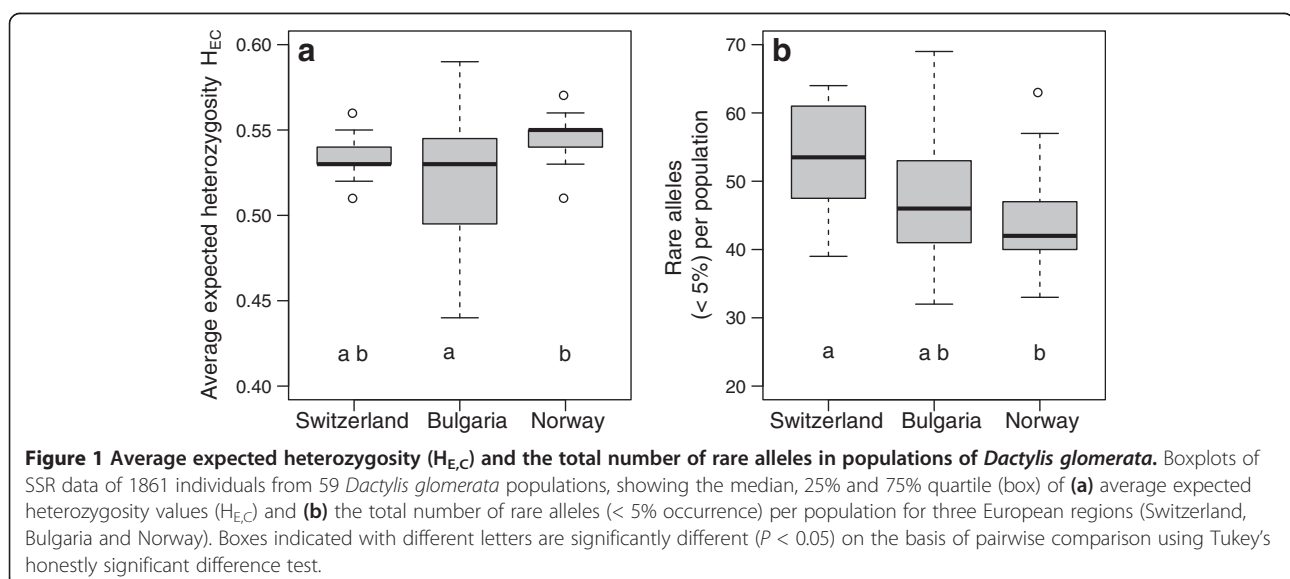 a
b
Average expected heterozygosity H_EC
0.60
0.55
0.50
0.45
0.40
a b
a
b
Switzerland Bulgaria Norway
Rare alleles
(< 5%) per population
70
60
50
40
30
20
a
a b
b
Switzerland Bulgaria Norway
Figure 1 Average expected heterozygosity (H_E,C) and the total number of rare alleles in populations of Dactylis glomerata. Boxplots of
SSR data of 1861 individuals from 59 Dactylis glomerata populations, showing the median, 25% and 75% quartile (box) of (a) average expected
heterozygosity values (H_E,C) and (b) the total number of rare alleles (< 5% occurrence) per population for three European regions (Switzerland,
Bulgaria and Norway). Boxes indicated with different letters are significantly different (P < 0.05) on the basis of pairwise comparison using Tukey's
honestly significant difference test.